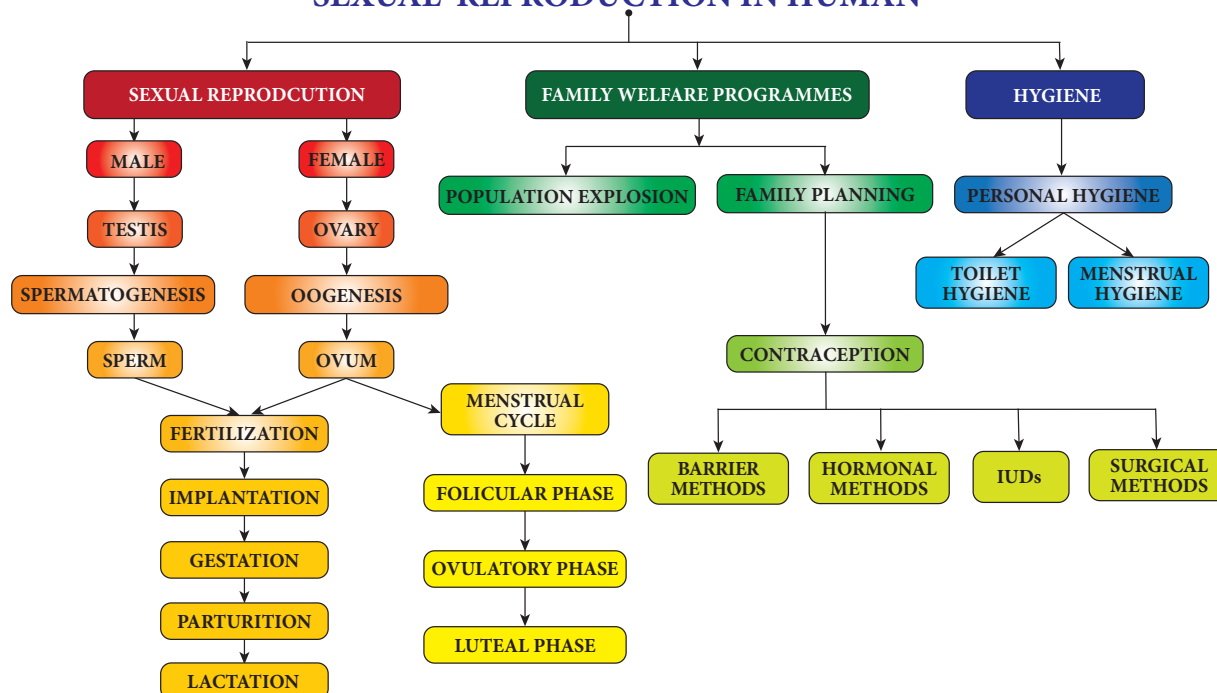 SEXUAL REPRODUCTION IN HUMAN
SEXUAL REPRODCUTION
FAMILY WELFARE PROGRAMMES
HYGIENE
MALE
FEMALE
POPULATION EXPLOSION
FAMILY PLANNING
PERSONAL HYGIENE
TESTIS
OVARY
TOILET
HYGIENE
MENSTRUAL
HYGIENE
SPERMATOGENESIS
OOGENESIS
SPERM
OVUM
CONTRACEPTION
MENSTRUAL
CYCLE
FERTILIZATION
BARRIER
METHODS
HORMONAL
METHODS
IUDs
SURGICAL
METHODS
IMPLANTATION
FOLICULAR PHASE
GESTATION
OVULATORY PHASE
PARTURITION
LUTEAL PHASE
LACTATION